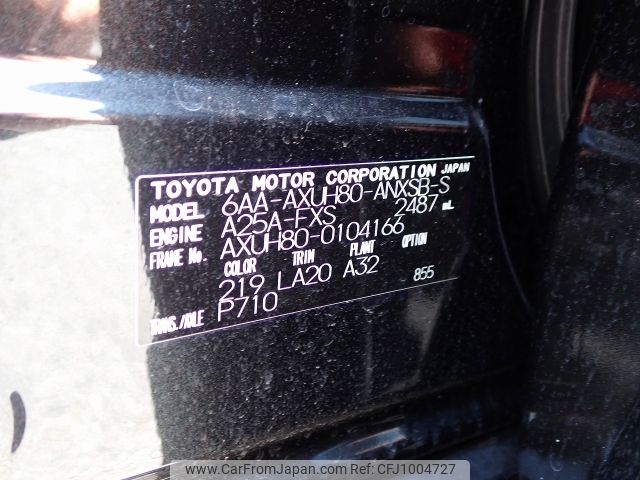 TOYOTA MOTOR CORPORATION JAPAN
MODEL 6AA-AXUH80-ANXSB-S
ENGINE A25A-FXS 2487 mL
FRAME No. AXUH80-0104166
COLOR TRIM PLANT OPTION
219 LA20 A32 855
TRANS./AXLE P710
© CarFromJapan.com Ref: CFJ1004727